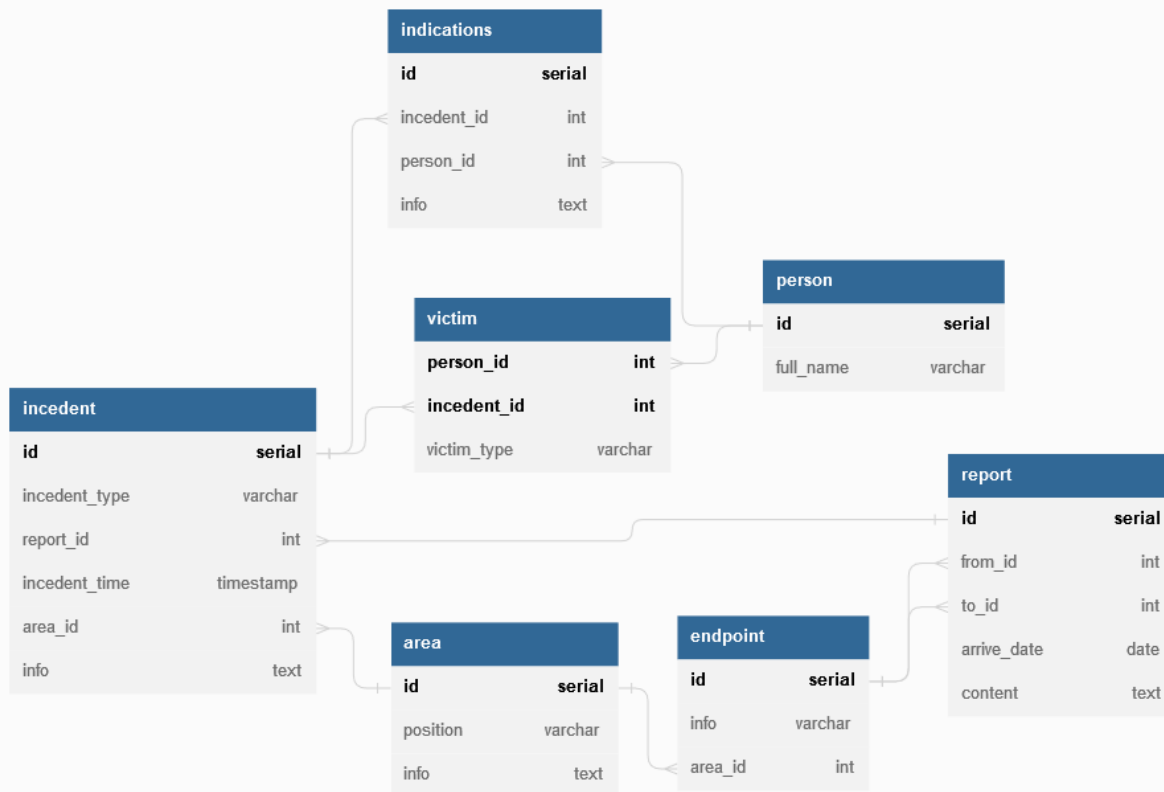 indications
id serial
incedent_id int
person_id int
info text
person
id serial
full_name varchar
victim
person_id int
incedent_id int
victim_type varchar
incedent
id serial
incedent_type varchar
report_id int
incedent_time timestamp
area_id int
info text
report
id serial
from_id int
to_id int
arrive_date date
content text
area
id serial
position varchar
info text
endpoint
id serial
info varchar
area_id int